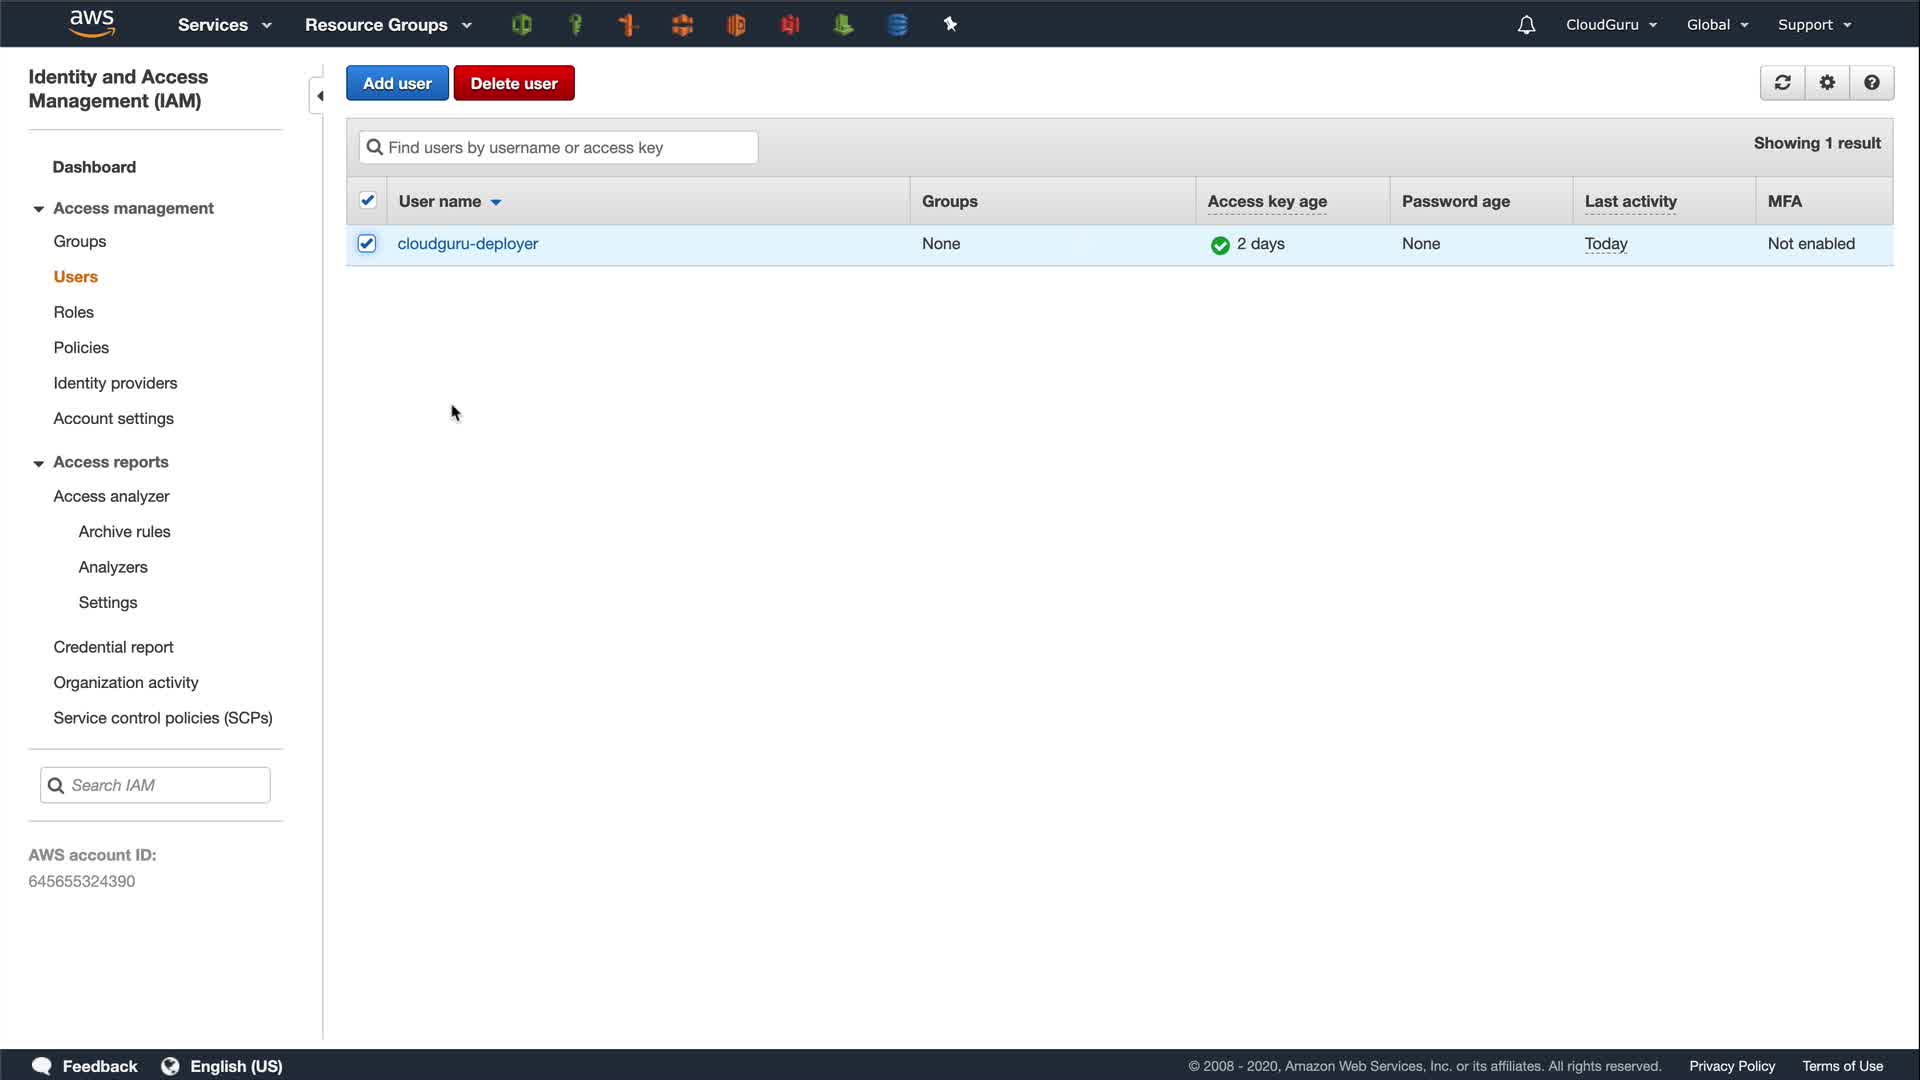 aws
Services
Resource Groups
CloudGuru
Global
Support
Identity and Access
Management (IAM)
Dashboard
Access management
Groups
Users
Roles
Policies
Identity providers
Account settings
Access reports
Access analyzer
Archive rules
Analyzers
Settings
Credential report
Organization activity
Service control policies (SCPs)
Search IAM
AWS account ID:
645655324390
Add user
Delete user
Find users by username or access key
Showing 1 result
User name
Groups
Access key age
Password age
Last activity
MFA
cloudguru-deployer
None
2 days
None
Today
Not enabled
Feedback
English (US)
© 2008 - 2020, Amazon Web Services, Inc. or its affiliates. All rights reserved.
Privacy Policy
Terms of Use